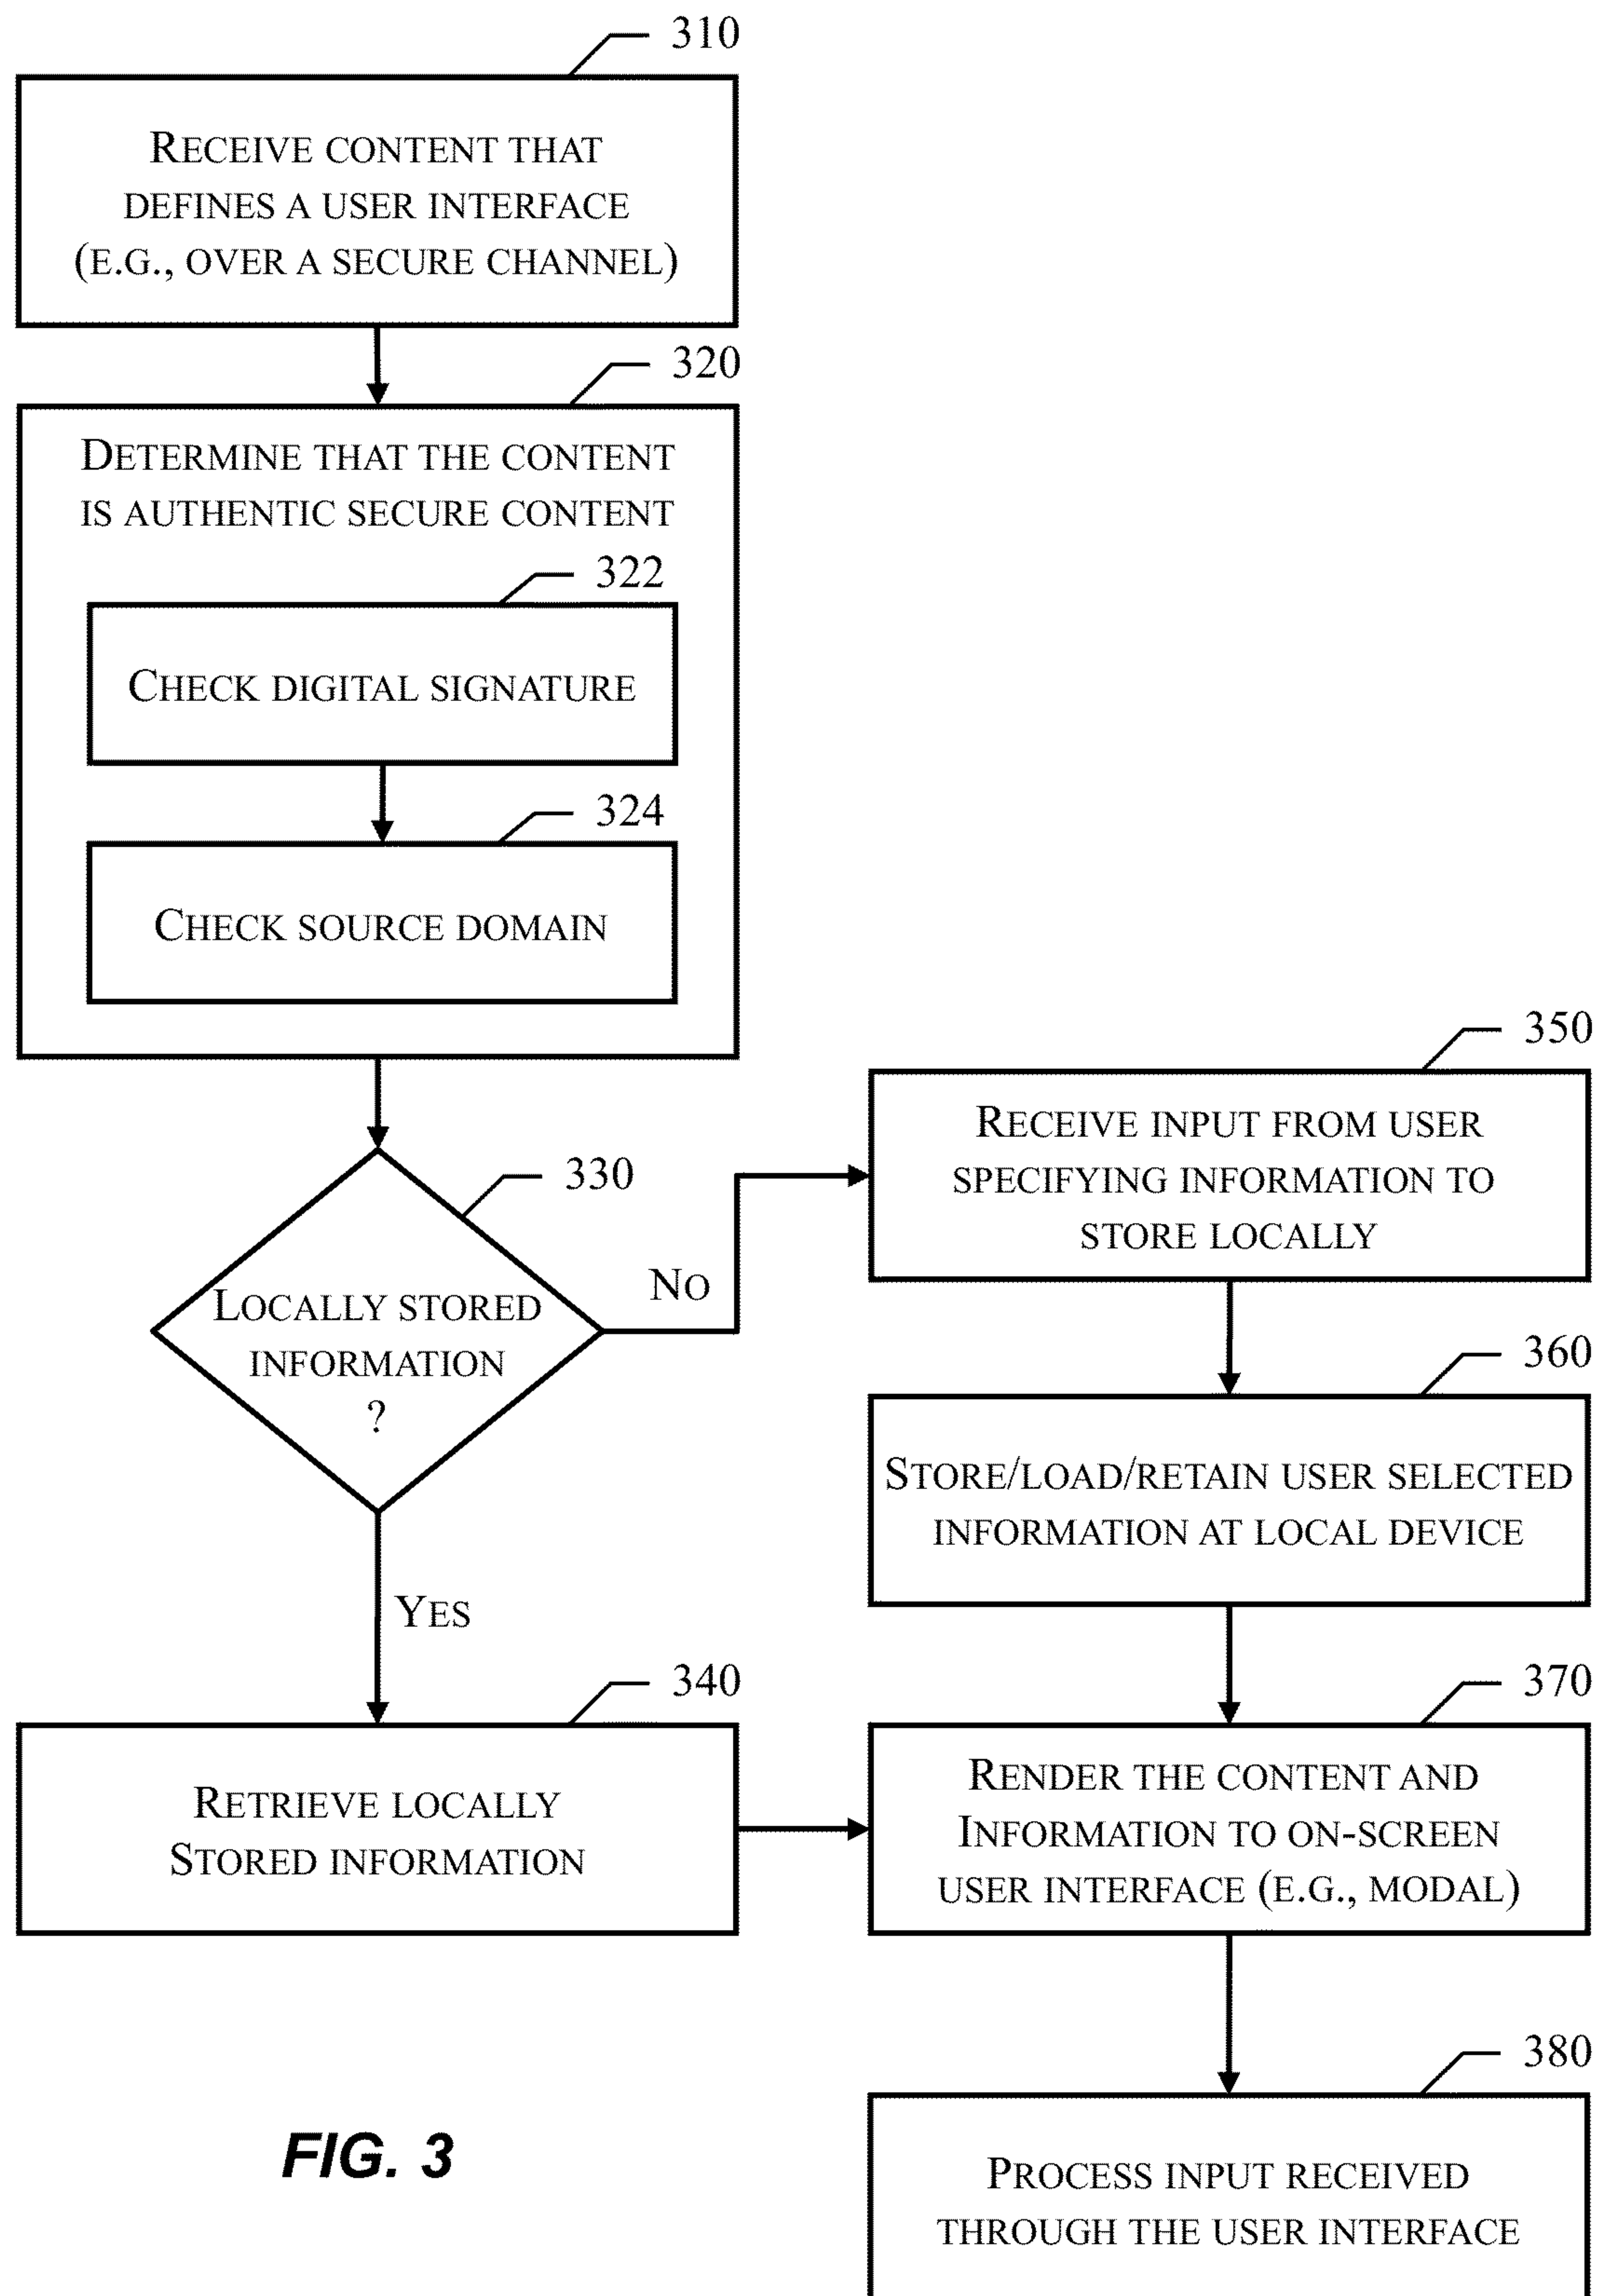 310
RECEIVE CONTENT THAT
DEFINES A USER INTERFACE
(E.G., OVER A SECURE CHANNEL)
320
DETERMINE THAT THE CONTENT
IS AUTHENTIC SECURE CONTENT
322
CHECK DIGITAL SIGNATURE
324
CHECK SOURCE DOMAIN
330
LOCALLY STORED
INFORMATION
?
NO
YES
340
RETRIEVE LOCALLY
STORED INFORMATION
350
RECEIVE INPUT FROM USER
SPECIFYING INFORMATION TO
STORE LOCALLY
360
STORE/LOAD/RETAIN USER SELECTED
INFORMATION AT LOCAL DEVICE
370
RENDER THE CONTENT AND
INFORMATION TO ON-SCREEN
USER INTERFACE (E.G., MODAL)
380
PROCESS INPUT RECEIVED
THROUGH THE USER INTERFACE
FIG. 3